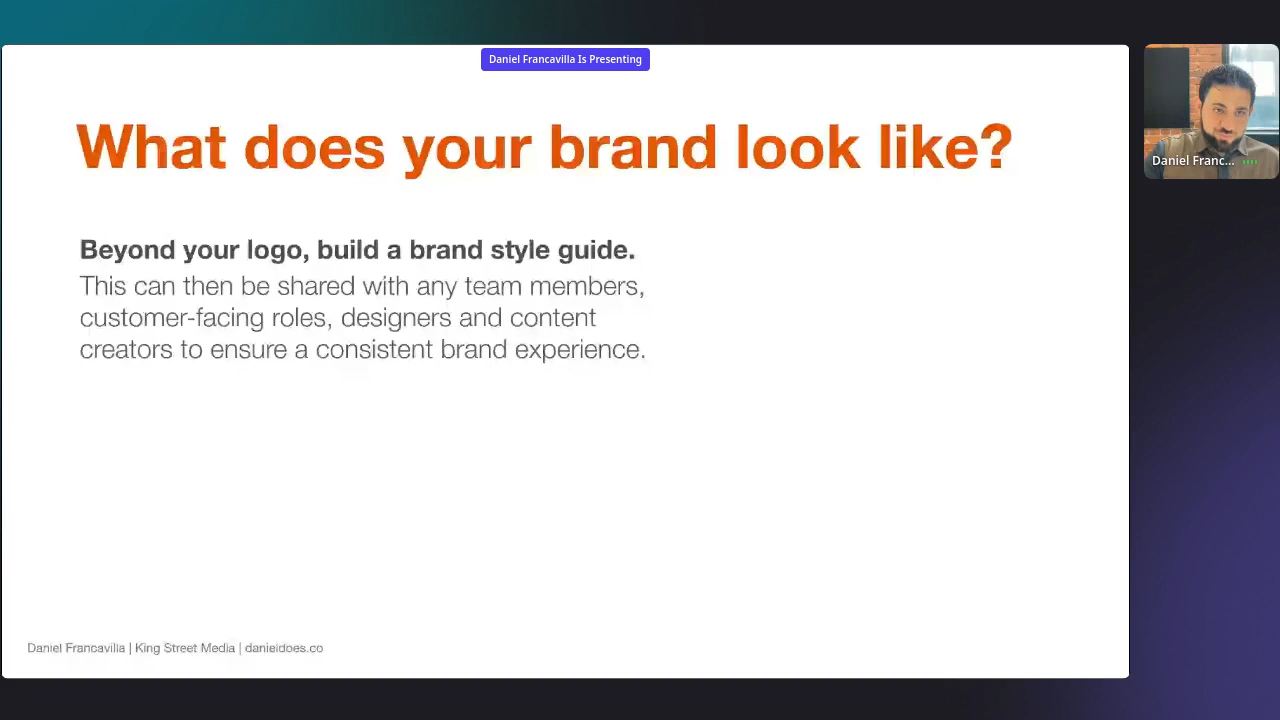 Daniel Francavilla Is Presenting
What does your brand look like?
Beyond your logo, build a brand style guide.
This can then be shared with any team members,
customer-facing roles, designers and content
creators to ensure a consistent brand experience.
Daniel Franc...
Daniel Francavilla | King Street Media | danieldoes.co